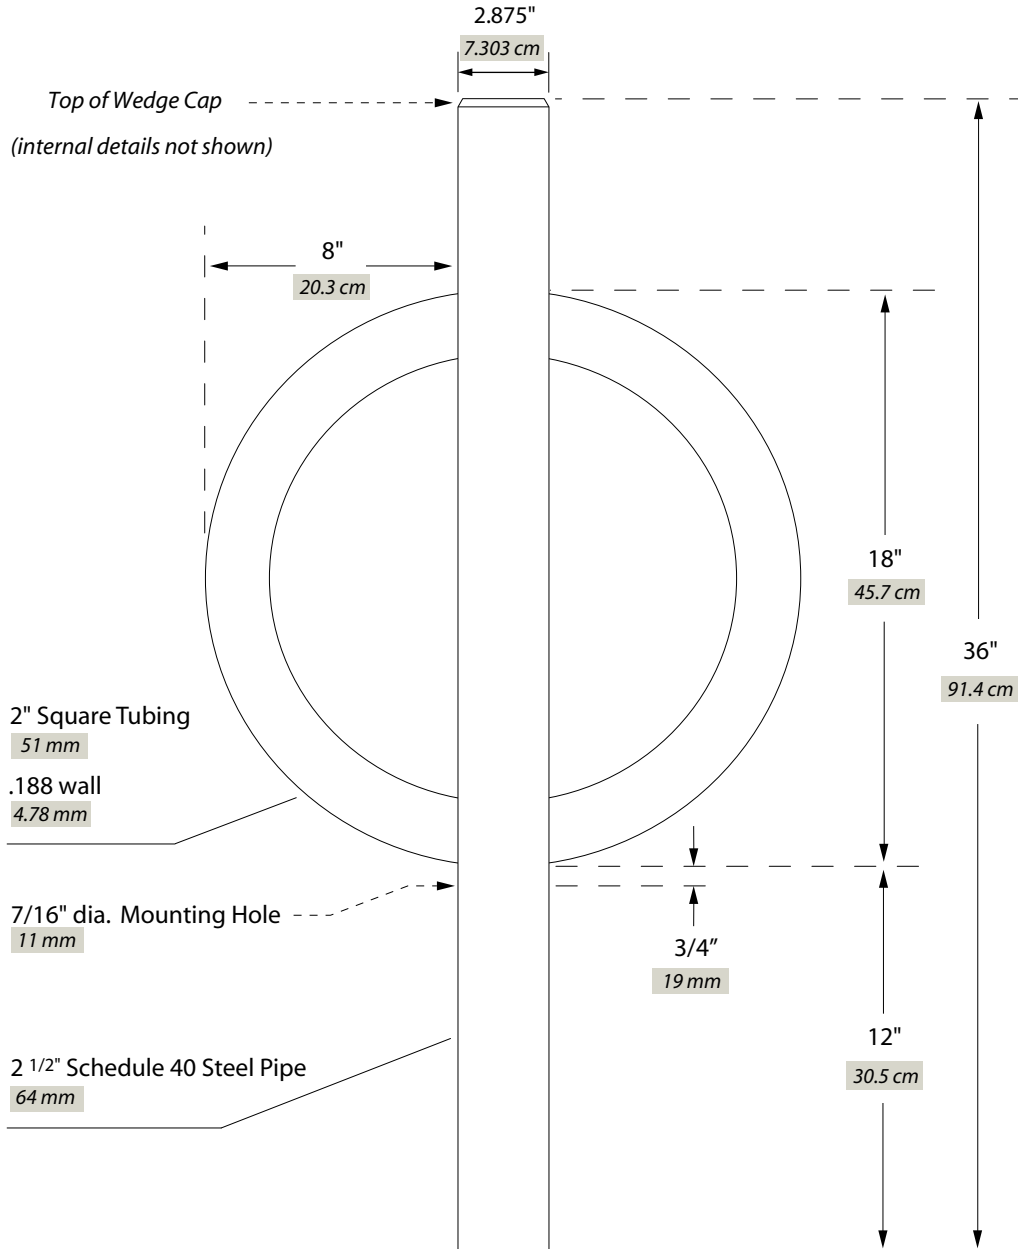 2.875"
7.303 cm
Top of Wedge Cap
(internal details not shown)
8"
20.3 cm
18"
45.7 cm
36"
91.4 cm
2" Square Tubing
51 mm
.188 wall
4.78 mm
7/16" dia. Mounting Hole
11 mm
3/4”
19 mm
12"
30.5 cm
2 1/2" Schedule 40 Steel Pipe
64 mm